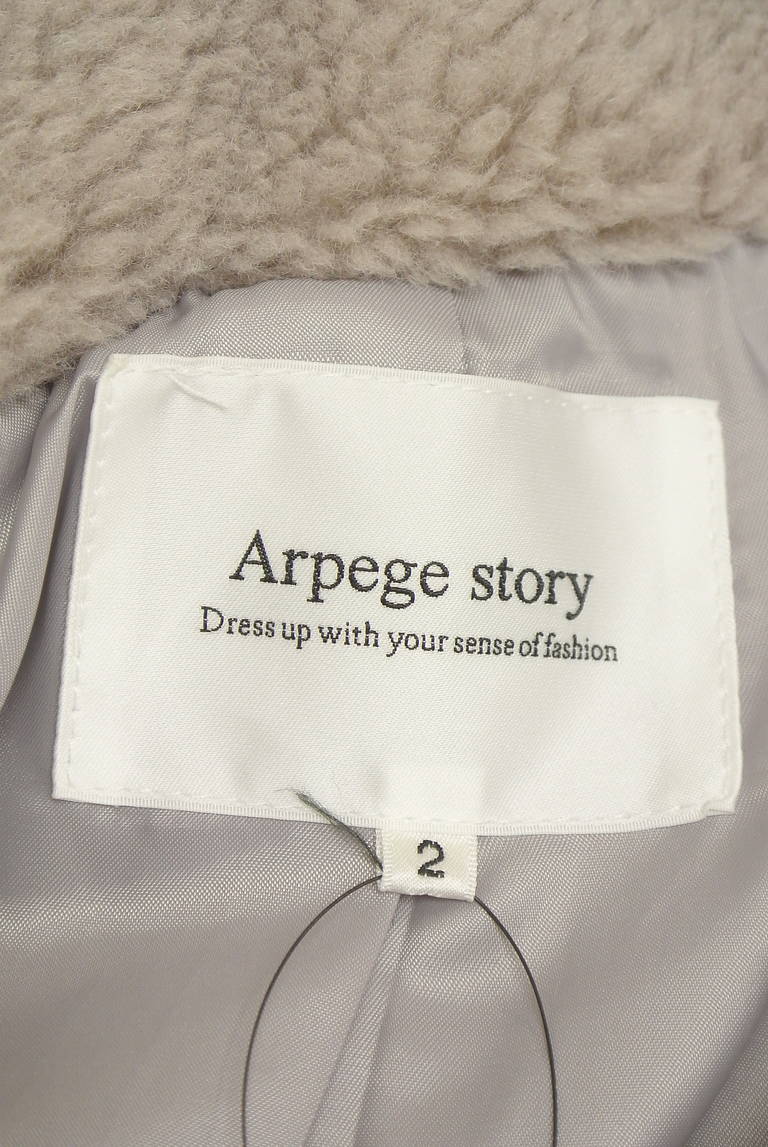 Arpege story
Dress up with your sense of fashion
2